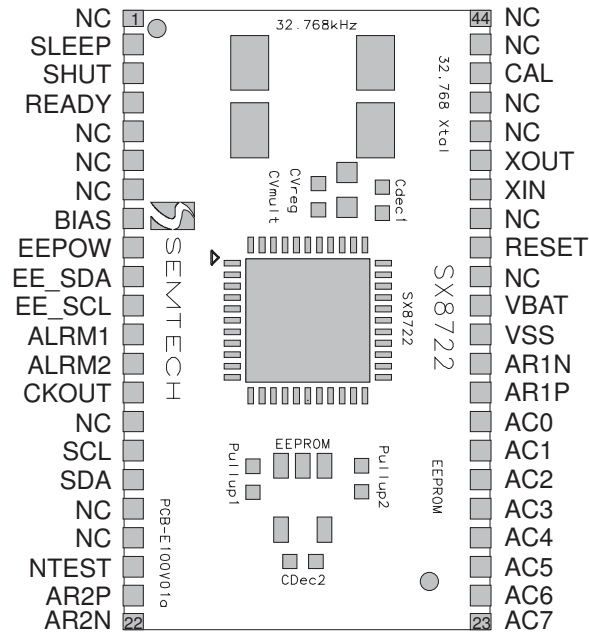 NC 1
SLEEP
SHUT
READY
NC
NC
NC
BIAS
EEPOW
EE_SDA
EE_SCL
ALRM1
ALRM2
CKOUT
NC
SCL
SDA
NC
NC
NTEST
AR2P
AR2N 22
32.768kHz
32,768 Xtal
CVmult
CVreg
Cdec1
SEMTECH
SX8722
SX8722
Pullup1
EEPROM
Pullup2
EEPROM
PCB-E100V01a
CDec2
44 NC
NC
CAL
NC
NC
XOUT
XIN
NC
RESET
NC
VBAT
VSS
AR1N
AR1P
AC0
AC1
AC2
AC3
AC4
AC5
AC6
23 AC7